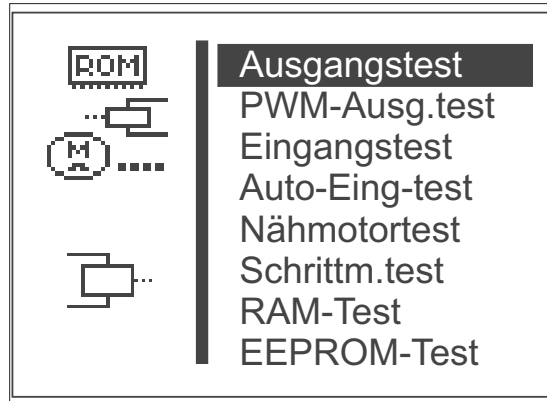 ROM
M
Ausgangstest
PWM-Ausg.test
Eingangstest
Auto-Eing-test
Nähmotortest
Schrittm.test
RAM-Test
EEPROM-Test